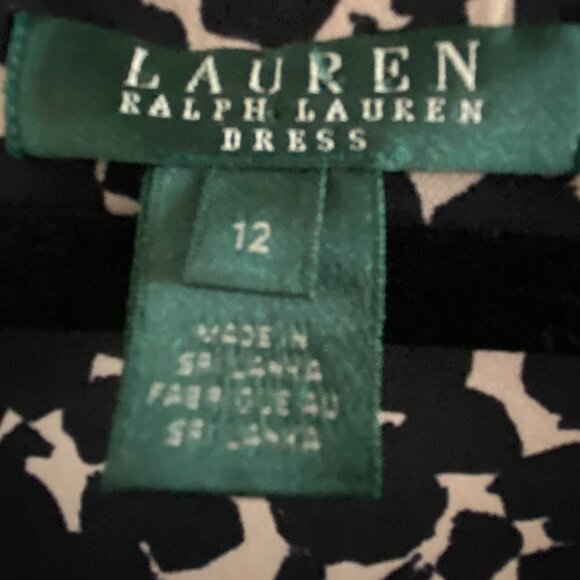 LAUREN
RALPH LAUREN
DRESS
12
MADE IN
SRI LANKA
FABRIQUE AU
SRI LANKA